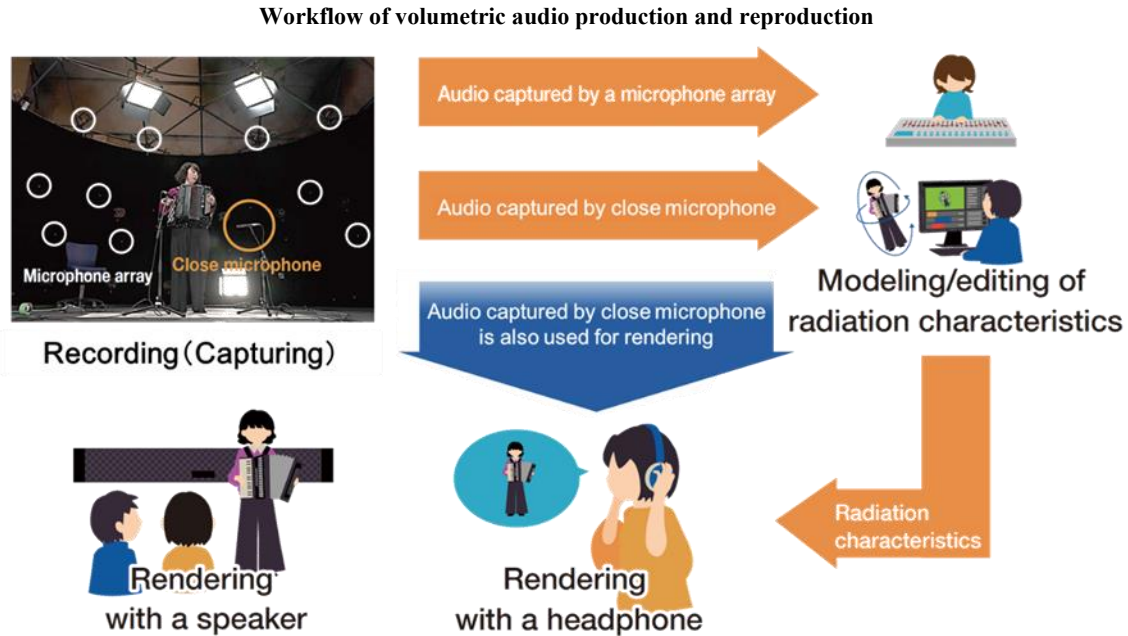 Workflow of volumetric audio production and reproduction
Audio captured by a microphone array
Audio captured by close microphone
Microphone array
Close microphone
Recording(Capturing)
Audio captured by close microphone
is also used for rendering
Modeling/editing of
radiation characteristics
Radiation
characteristics
Rendering
with a speaker
Rendering
with a headphone